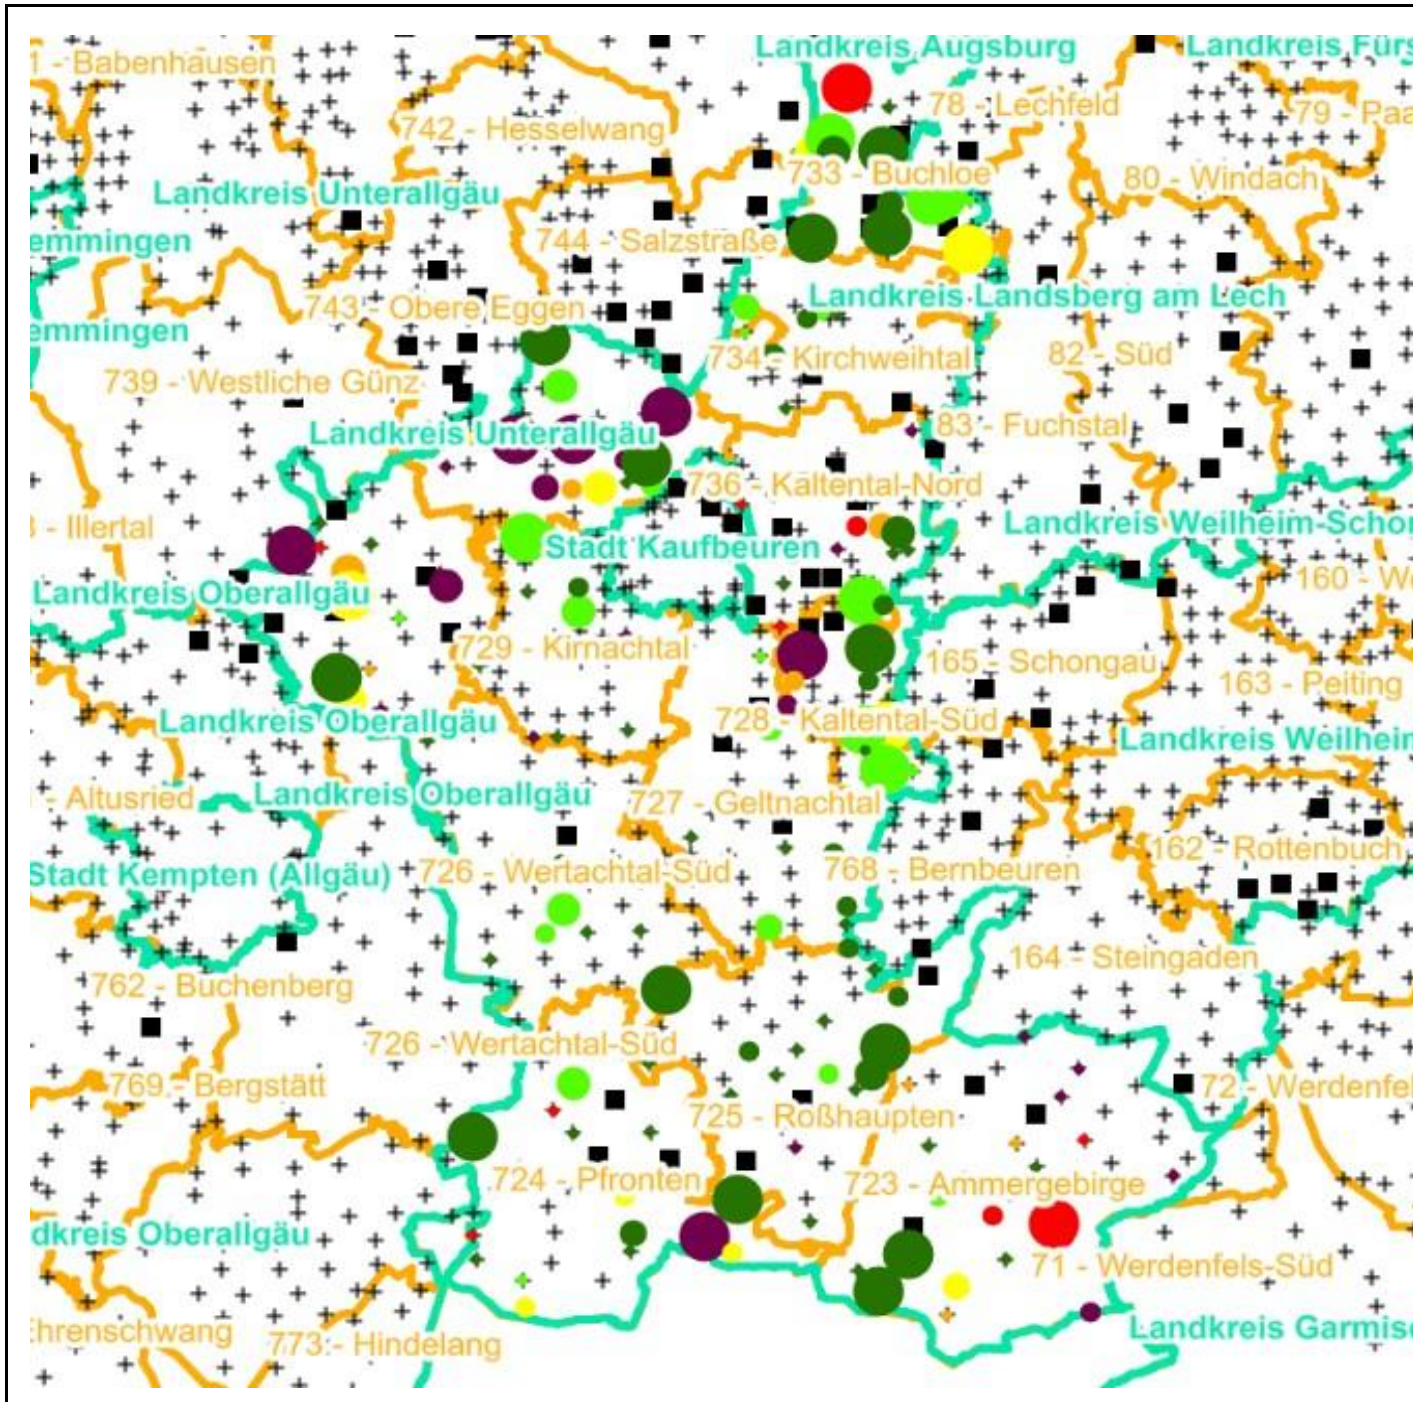 Landkreis Augsburg
Landkreis Fürs
1 - Babenhausen
78 - Lechfeld
79 - Paa
742 - Hesselwang
733 - Buchloe
80 - Windach
Landkreis Unterallgäu
emmingen
744 - Salzstraße
Landkreis Landsberg am Lech
743 - Obere Eggen
emmingen
734 - Kirchweihtal
82 - Süd
739 - Westliche Günz
Landkreis Unterallgäu
83 - Fuchstal
736 - Kaltental-Nord
3 - Illertal
Landkreis Weilheim-Schon
Stadt Kaufbeuren
160 - We
Landkreis Oberallgäu
729 - Kirnachtal
165 - Schongau
163 - Peiting
Landkreis Oberallgäu
728 - Kaltental-Süd
Landkreis Weilheim
- Altusried
Landkreis Oberallgäu
727 - Geltnachtal
162 - Rottenbuch
Stadt Kempten (Allgäu)
726 - Wertachtal-Süd
768 - Bernbeuren
164 - Steingaden
762 - Buchenberg
726 - Wertachtal-Süd
769 - Bergstätt
72 - Werdenfel
725 - Roßhaupten
724 - Pfronten
723 - Ammergebirge
dkreis Oberallgäu
71 - Werdenfels-Süd
Ehrenschwang
773 - Hindelang
Landkreis Garmisc